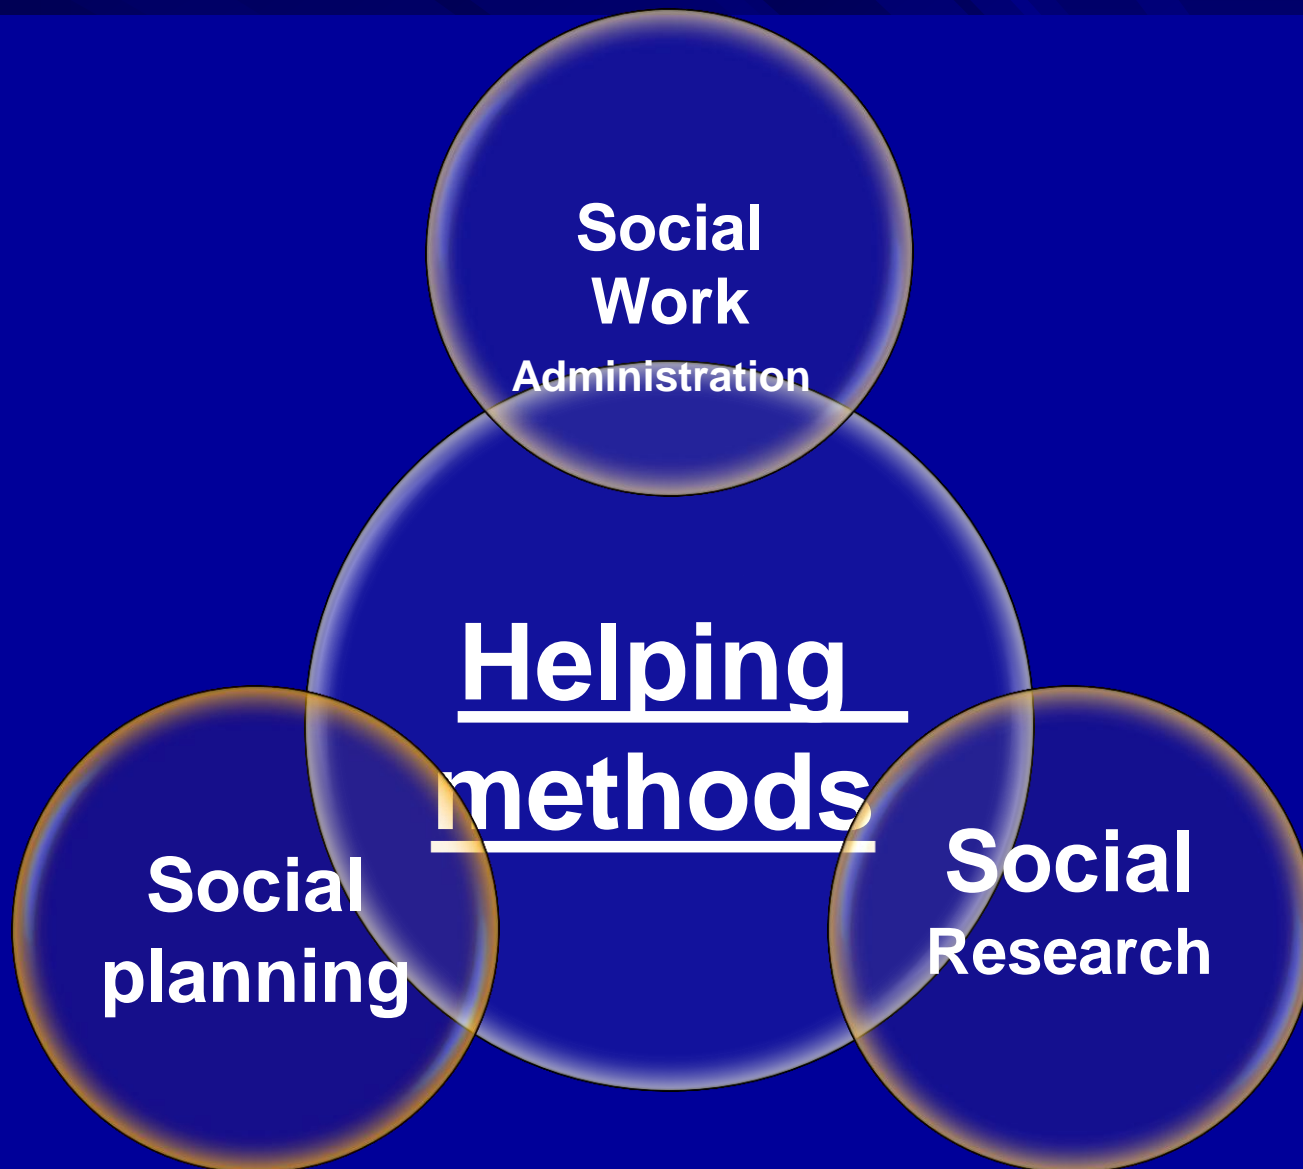 Social
Work
Administration
Helping
methods
Social
planning
Social
Research